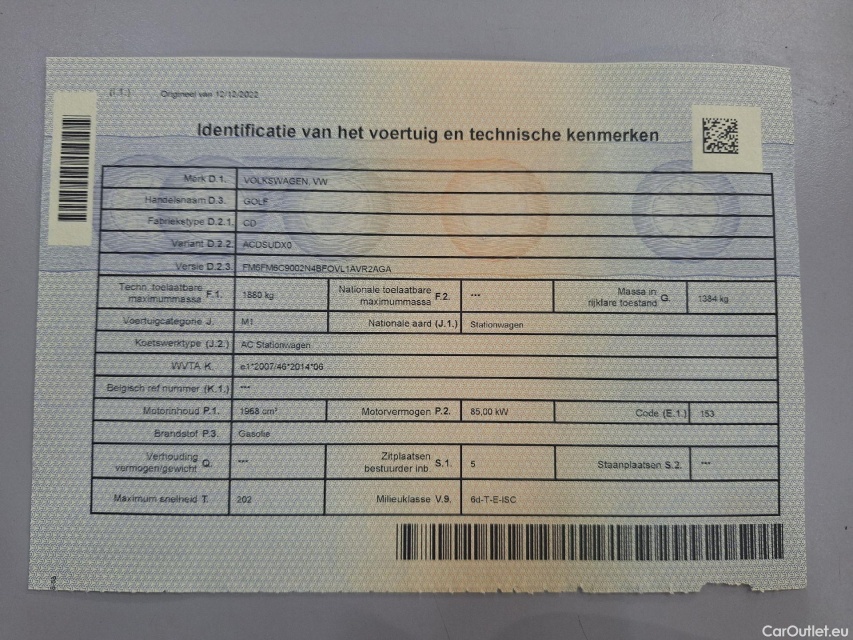 (I.1.) Origineel van 12/12/2022
Identificatie van het voertuig en technische kenmerken
Merk D.1. VOLKSWAGEN, VW
Handelsnaam D.3. GOLF
Fabriekstype D.2.1. CD
Variant D.2.2. ACDSUDX0
Versie D.2.3. FM6FM6C9002N4BFOVL1AVR2AGA
Techn. toelaatbare maximummassa F.1. 1880 kg Nationale toelaatbare maximummassa F.2. --- Massa in rijklare toestand G. 1384 kg
Voertuigcategorie J. M1 Nationale aard (J.1.) Stationwagen
Koetswerktype (J.2.) AC Stationwagen
WVTA K. e1*2007/46*2014*06
Belgisch ref nummer (K.1.) ---
Motorinhoud P.1. 1968 cm³ Motorvermogen P.2. 85,00 kW Code (E.1.) 153
Brandstof P.3. Gasolie
Verhouding vermogen/gewicht Q. --- Zitplaatsen bestuurder inb. S.1. 5 Staanplaatsen S.2. ---
Maximum snelheid T. 202 Milieuklasse V.9. 6d-T-E-ISC
CarOutlet.eu